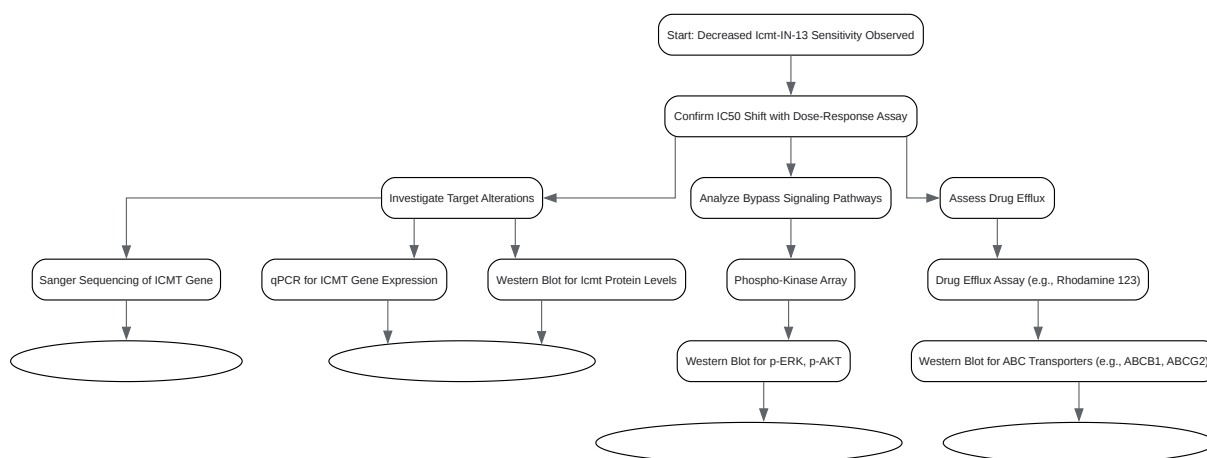 Start: Decreased Icmt-IN-13 Sensitivity Observed
Confirm IC50 Shift with Dose-Response Assay
Investigate Target Alterations
Analyze Bypass Signaling Pathways
Assess Drug Efflux
Sanger Sequencing of ICMT Gene
qPCR for ICMT Gene Expression
Western Blot for Icmt Protein Levels
Phospho-Kinase Array
Drug Efflux Assay (e.g., Rhodamine 123)
Western Blot for p-ERK, p-AKT
Western Blot for ABC Transporters (e.g., ABCB1, ABCG2)